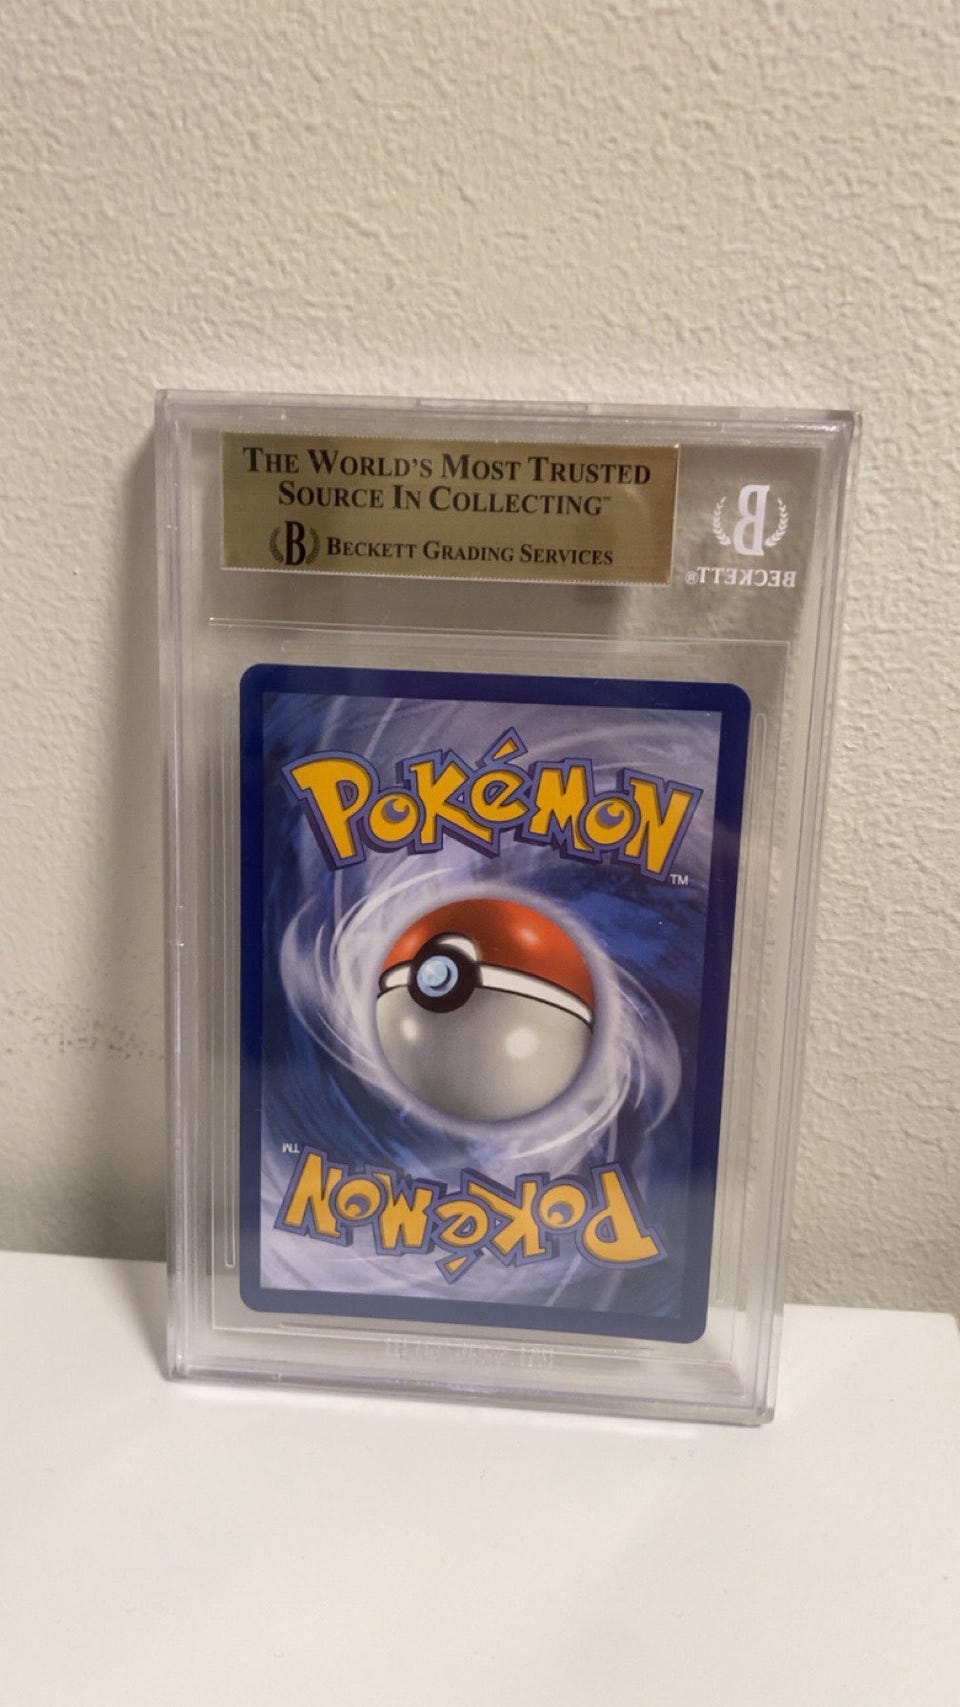 THE WORLD'S MOST TRUSTED
SOURCE IN COLLECTING™
B BECKETT GRADING SERVICES
B
BECKETT®
POKéMON
TM
TM
POKéMON